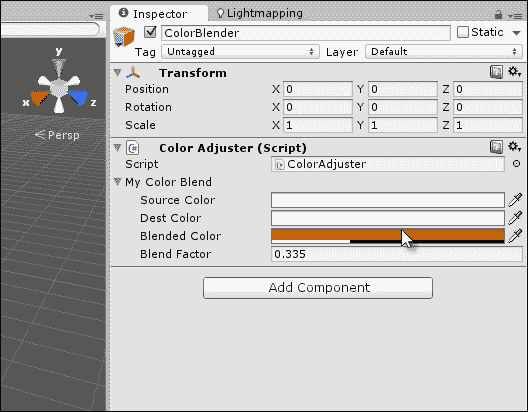 Inspector Lightmapping
ColorBlender Static
Tag Untagged Layer Default
Transform
Position X 0 Y 0 Z 0
Rotation X 0 Y 0 Z 0
Scale X 1 Y 1 Z 1
Color Adjuster (Script)
Script ColorAdjuster
My Color Blend
Source Color
Dest Color
Blended Color
Blend Factor 0.335
Add Component
y
x z
Persp